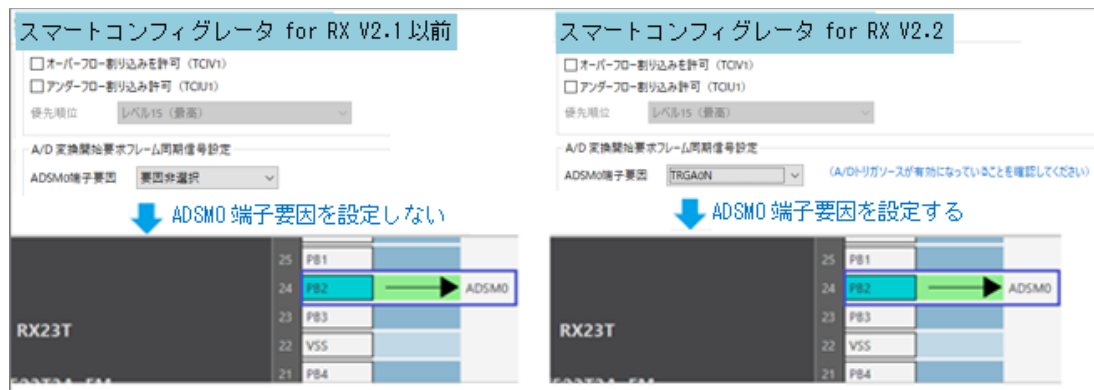 スマートコンフィグレータ for RX V2.1以前
□オーバーフロー割り込みを許可（TCIV1）
□アンダーフロー割り込み許可（TCIU1）
優先順位 レベル15（最高）
A/D 変換開始要求フレーム同期信号設定
ADSM0端子要因 要因非選択
ADSM0 端子要因を設定しない
25 PB1
24 PB2 ADSM0
23 PB3
RX23T
22 VSS
21 PB4
スマートコンフィグレータ for RX V2.2
□オーバーフロー割り込みを許可（TCIV1）
□アンダーフロー割り込み許可（TCIU1）
優先順位 レベル15（最高）
A/D 変換開始要求フレーム同期信号設定
ADSM0端子要因 TRGA0N （A/Dトリガソースが有効になっていることを確認してください）
ADSM0 端子要因を設定する
25 PB1
24 PB2 ADSM0
23 PB3
RX23T
22 VSS
21 PB4